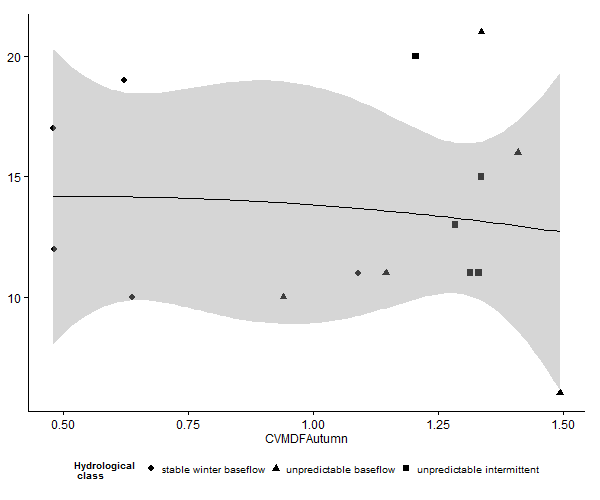 20
15
10
0.50 0.75 1.00 1.25 1.50
CVMDFAutumn
Hydrological
class
stable winter baseflow unpredictable baseflow unpredictable intermittent